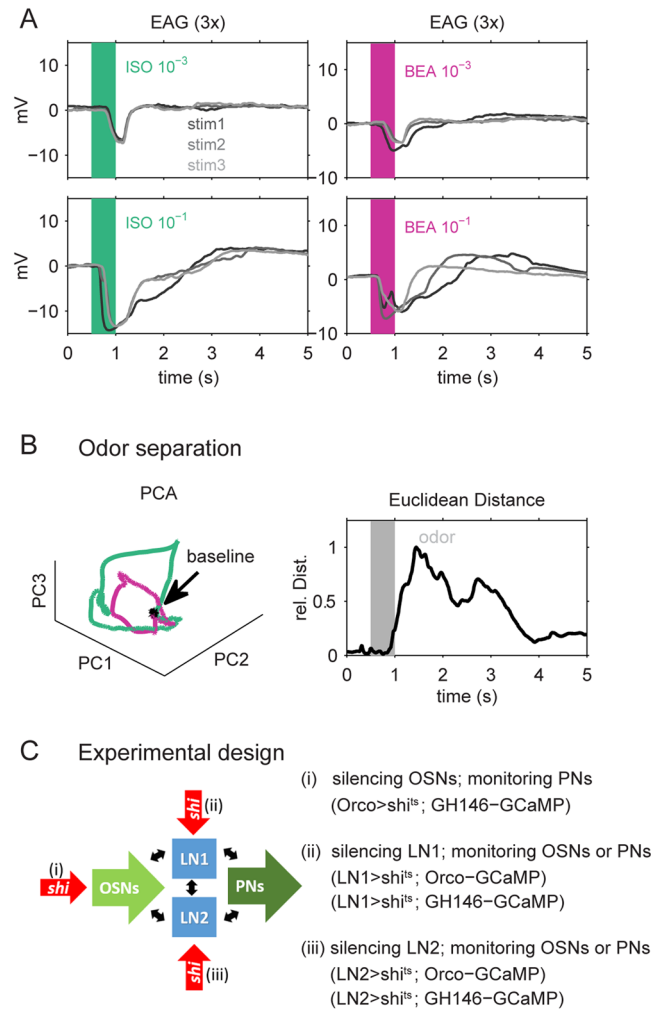 A
EAG (3x)
EAG (3x)
10
0
−10
mV
ISO 10⁻³
stim1
stim2
stim3
10
0
10
BEA 10⁻³
10
0
−10
mV
ISO 10⁻¹
0 1 2 3 4 5
time (s)
10
0
10
BEA 10⁻¹
0 1 2 3 4 5
time (s)
B Odor separation
PCA
baseline
PC3
PC1
PC2
Euclidean Distance
odor
1
0.5
0
rel. Dist.
0 1 2 3 4 5
time (s)
C Experimental design
(i)
shi
OSNs
shi
(ii)
LN1
LN2
shi
(iii)
PNs
(i) silencing OSNs; monitoring PNs
(Orco>shiᵗˢ; GH146−GCaMP)
(ii) silencing LN1; monitoring OSNs or PNs
(LN1>shiᵗˢ; Orco−GCaMP)
(LN1>shiᵗˢ; GH146−GCaMP)
(iii) silencing LN2; monitoring OSNs or PNs
(LN2>shiᵗˢ; Orco−GCaMP)
(LN2>shiᵗˢ; GH146−GCaMP)